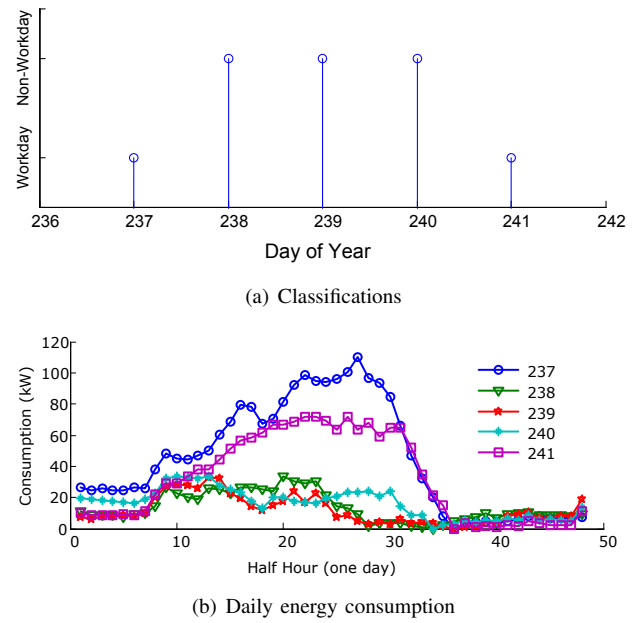 Non-Workday
Workday
236 237 238 239 240 241 242
Day of Year
(a) Classifications
120
100
80
60
40
20
0
Consumption (kW)
237
238
239
240
241
0 10 20 30 40 50
Half Hour (one day)
(b) Daily energy consumption